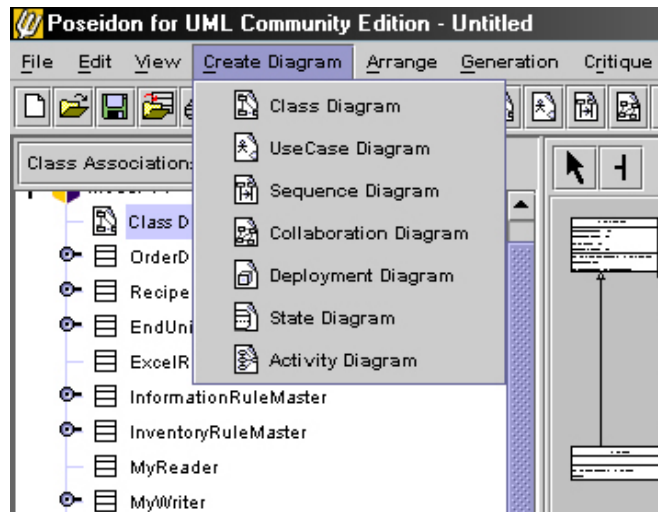 Poseidon for UML Community Edition - Untitled
File Edit View Create Diagram Arrange Generation Critique
Class Diagram
UseCase Diagram
Sequence Diagram
Collaboration Diagram
Deployment Diagram
State Diagram
Activity Diagram
Class Association:
Class D
OrderD
Recipe
EndUni
ExcelR
InformationRuleMaster
InventoryRuleMaster
MyReader
MyWriter